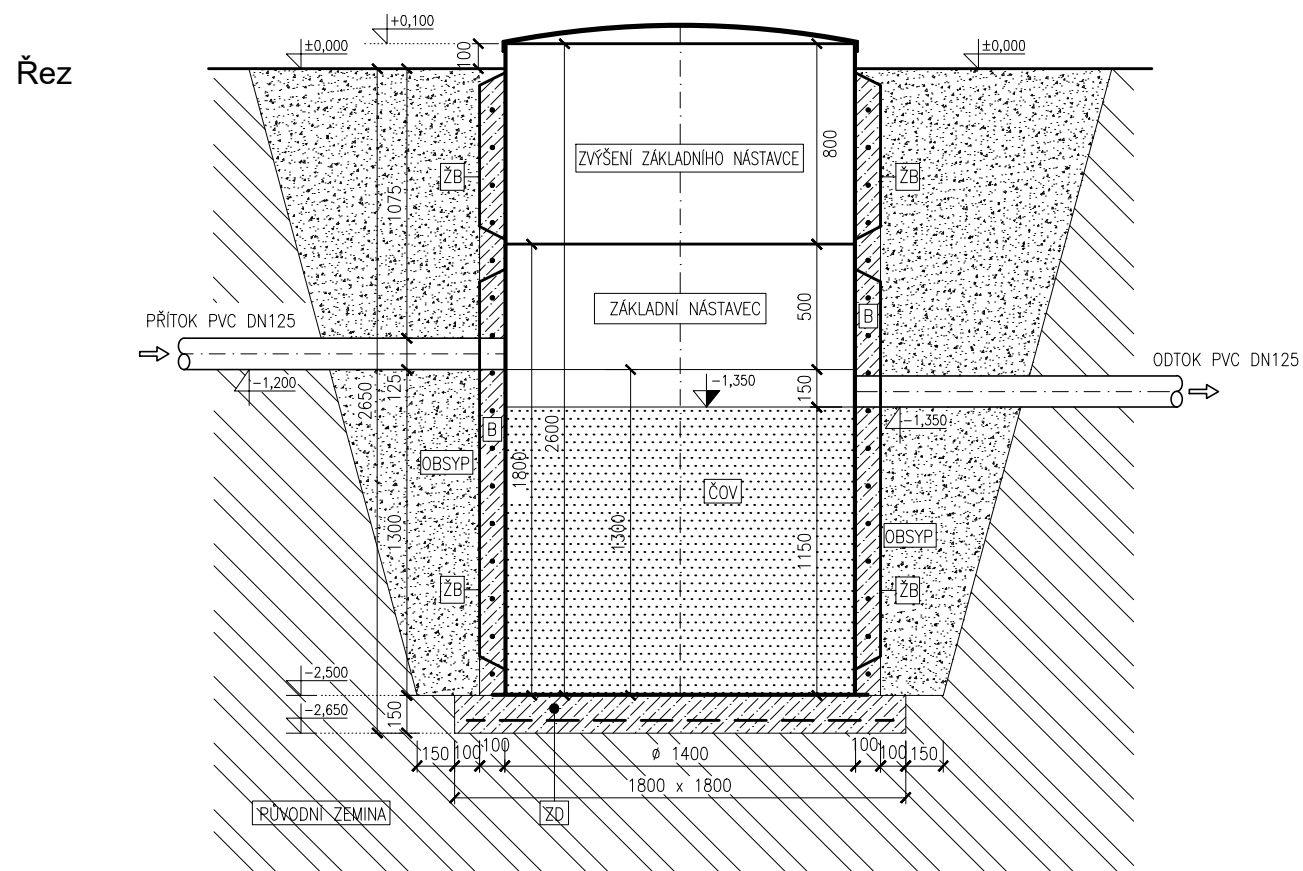 Řez
+0,100
±0,000
±0,000
100
ZVÝŠENÍ ZÁKLADNÍHO NÁSTAVCE
800
ŽB
ŽB
1075
ZÁKLADNÍ NÁSTAVEC
500
B
PŘÍTOK PVC DN125
ODTOK PVC DN125
-1,200
125
2650
-1,350
150
-1,350
B
2600
1800
OBSYP
ČOV
1300
1300
1150
OBSYP
ŽB
ŽB
-2,500
-2,650
150
150
100
100
ø 1400
100
100
150
1800 x 1800
PŮVODNÍ ZEMINA
ZD